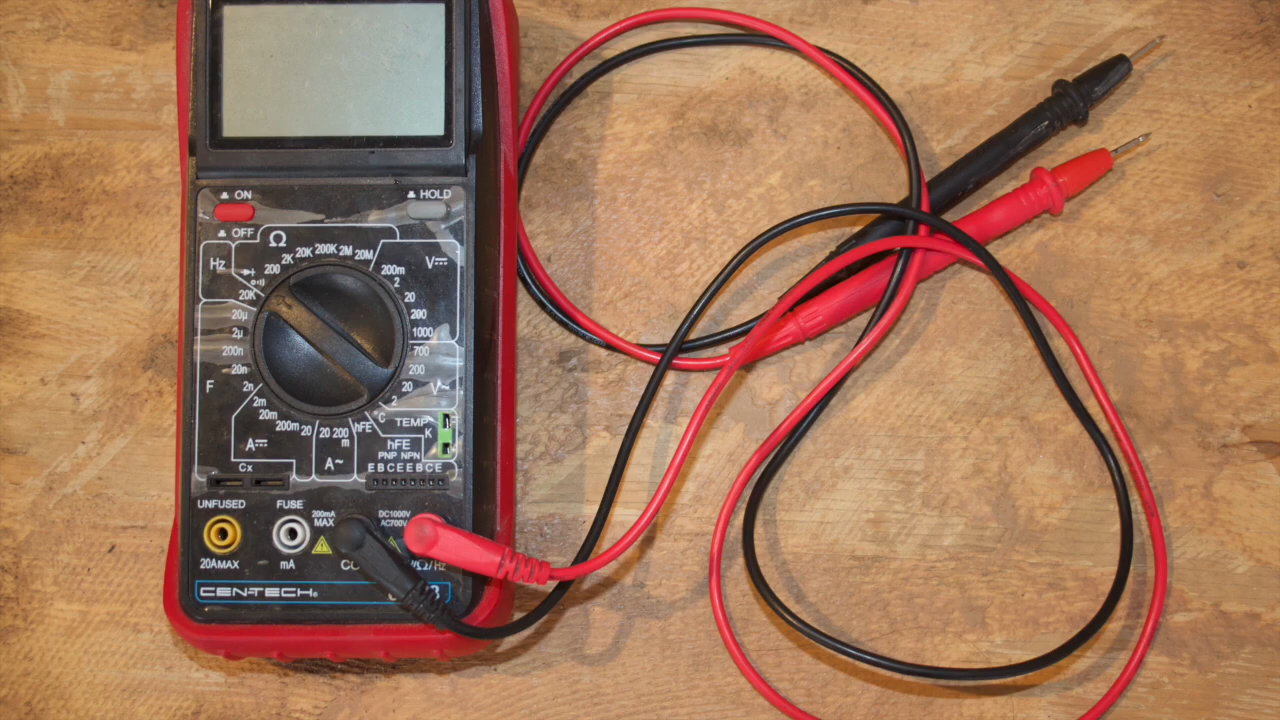 ON
HOLD
OFF
Ω
Hz
200 2K 20K 200K 2M 20M
20K
V⎓
200m
2
20
200
1000
F
20µ
2µ
200n
20n
2n
700
200
20
2
V~
2m
20m
200m
20
A⎓
20 200
m
A~
hFE
°C
TEMP
K
hFE
PNP NPN
EBCEEBCE
Cx
UNFUSED
FUSE
200mA
MAX
DC1000V
AC700V
20AMAX
mA
Ω/Hz
CEN-TECH®